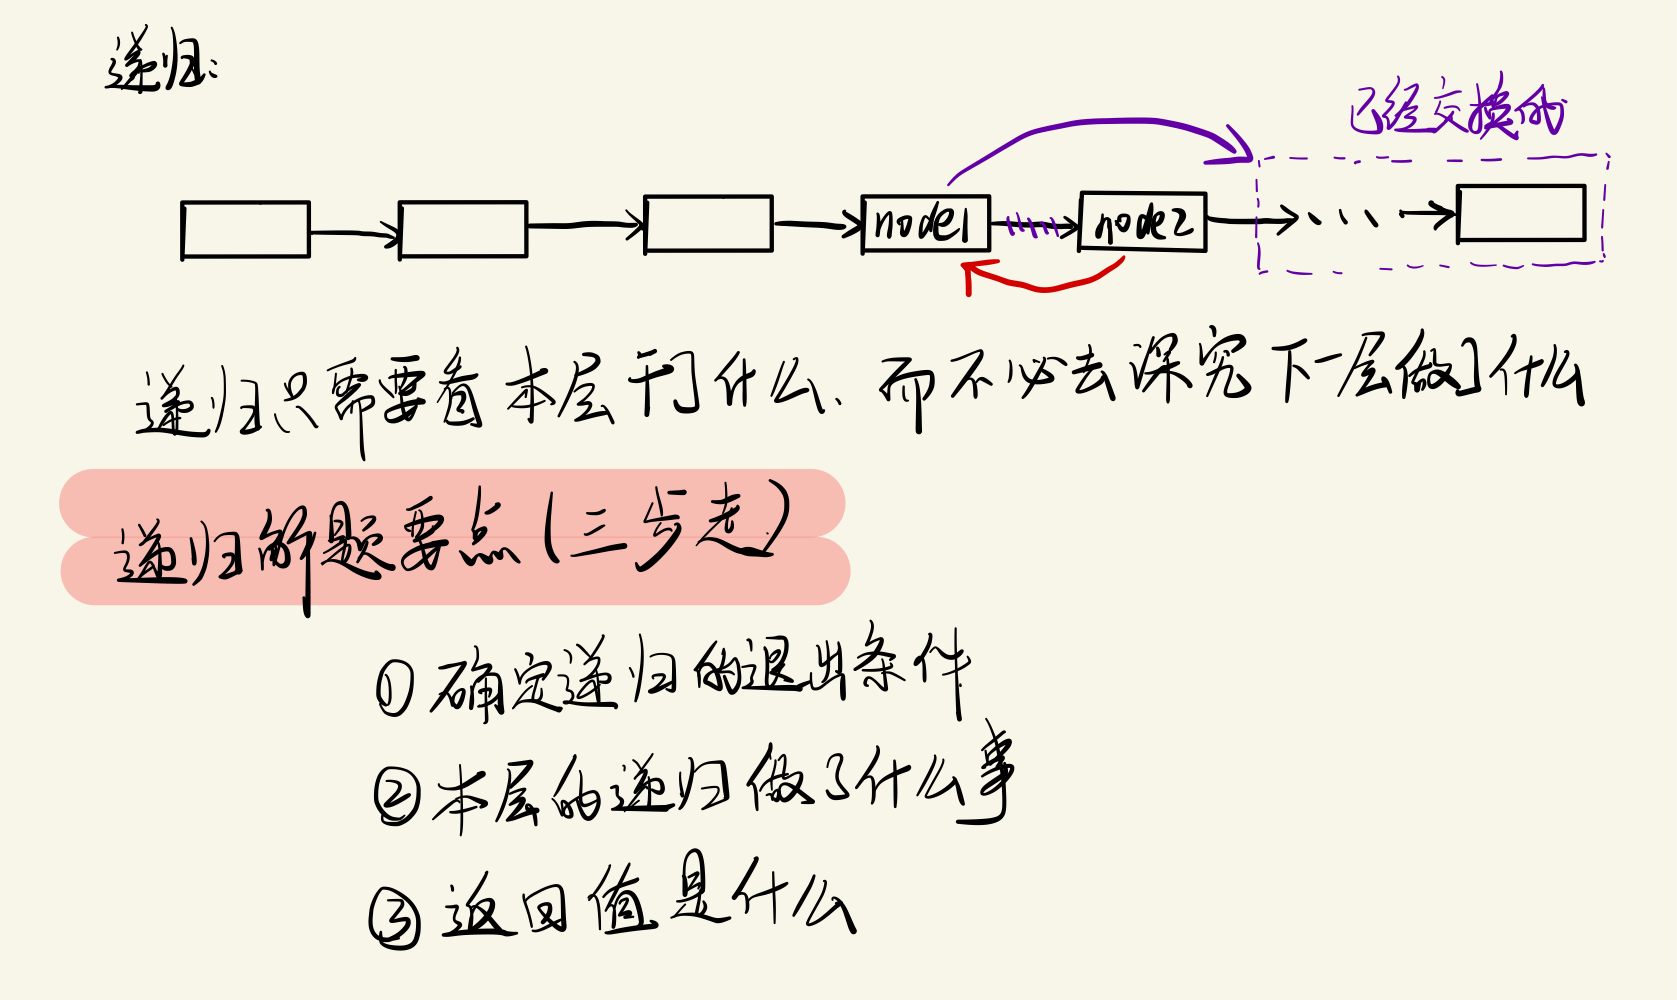 递归：
已经交换的
node1
node2
递归只需要看本层干了什么、而不必去深究下一层做了什么
递归解题要点(三步走)
①确定递归的退出条件
②本层的递归做了什么事
③返回值是什么